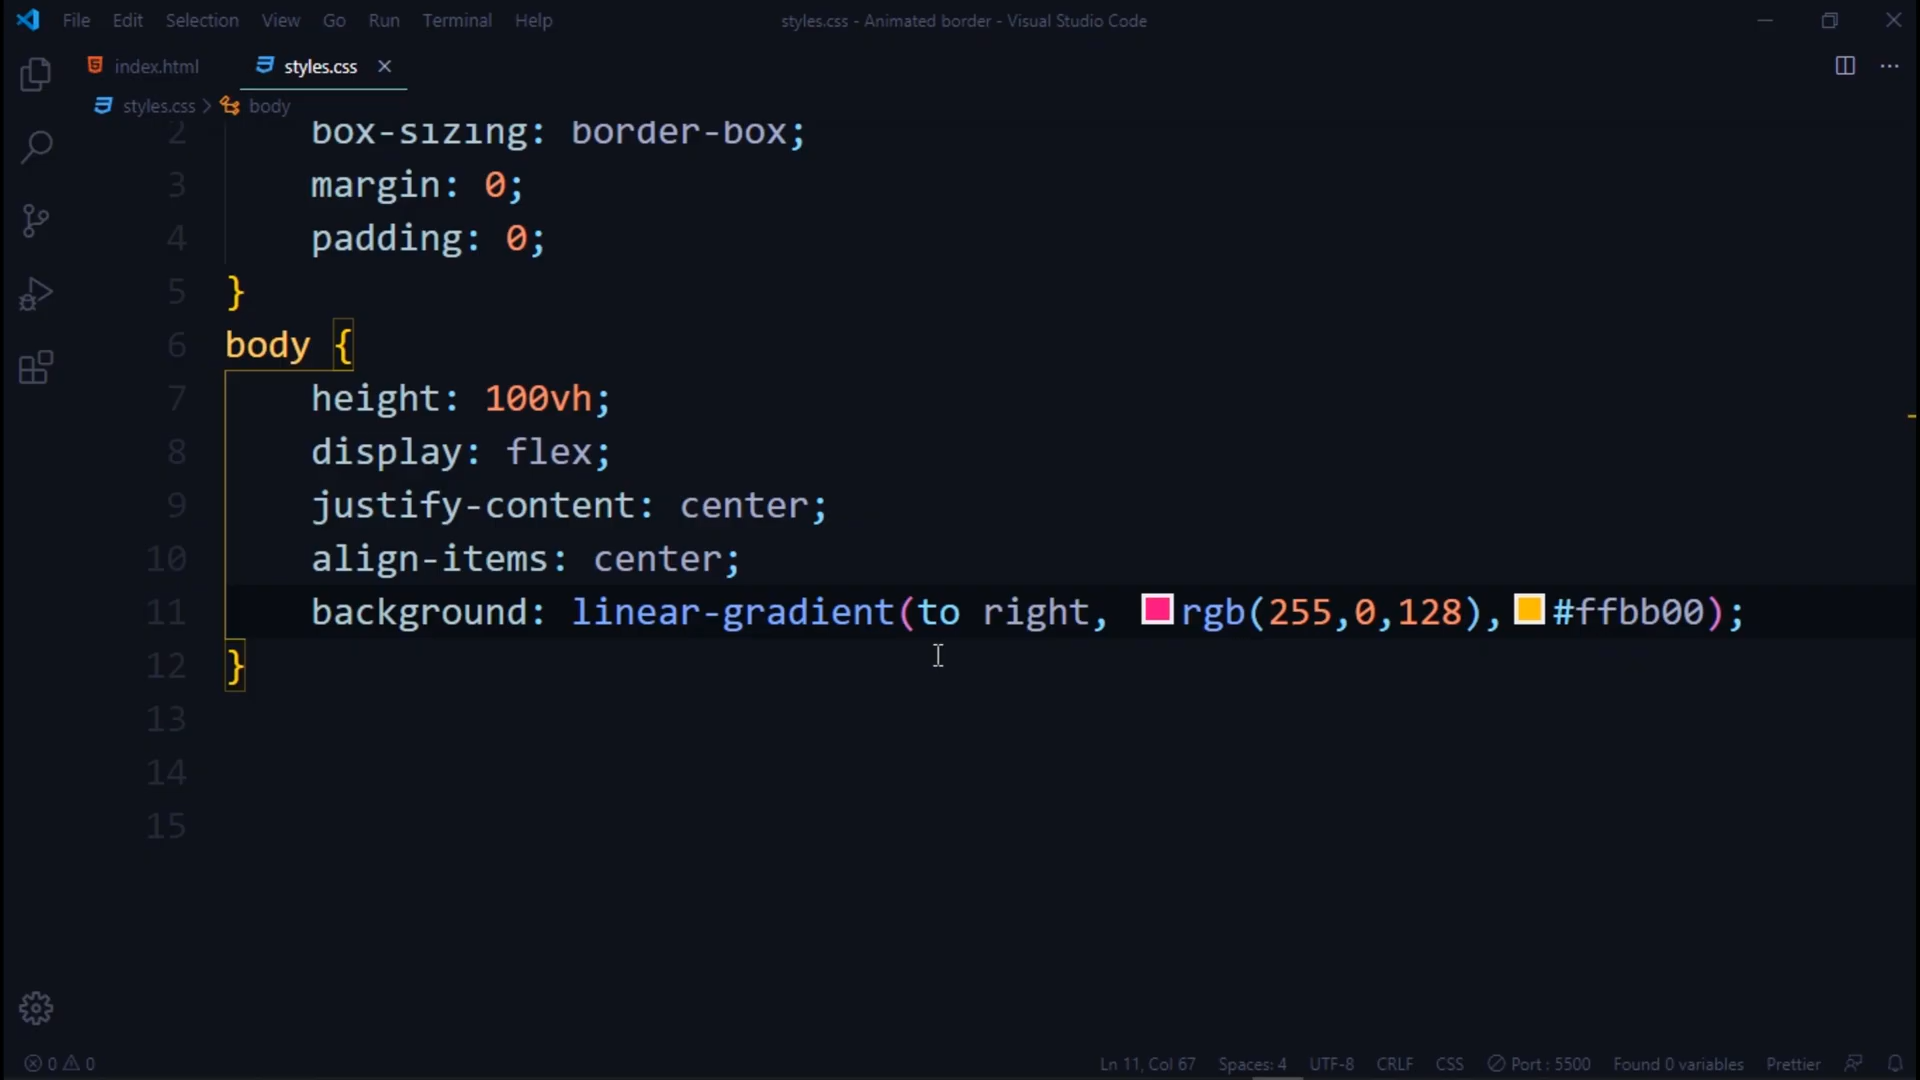 File Edit Selection View Go Run Terminal Help styles.css - Animated border - Visual Studio Code
index.html styles.css
styles.css > body
2 box-sizing: border-box;
3 margin: 0;
4 padding: 0;
5 }
6 body {
7 height: 100vh;
8 display: flex;
9 justify-content: center;
10 align-items: center;
11 background: linear-gradient(to right, rgb(255,0,128),#ffbb00);
12 }
13
14
15
0 0 Ln 11, Col 67 Spaces: 4 UTF-8 CRLF CSS Port : 5500 Found 0 variables Prettier